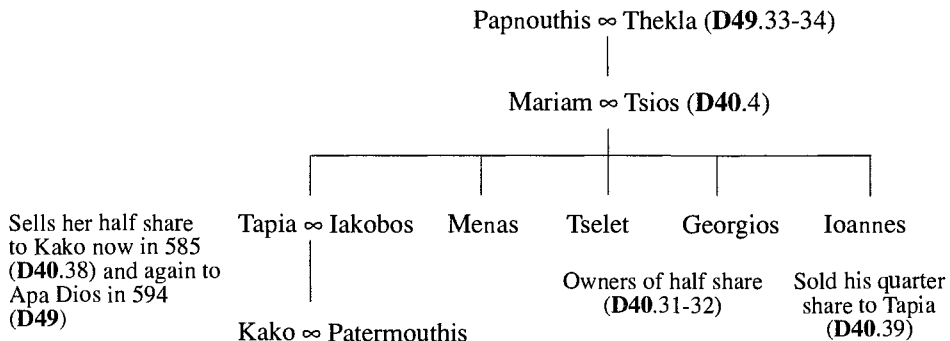 Papnouthis ∞ Thekla (D49.33-34)
Mariam ∞ Tsios (D40.4)
Tapia ∞ Iakobos Menas Tselet Georgios Ioannes
Sells her half share
to Kako now in 585
(D40.38) and again to
Apa Dios in 594
(D49)
Owners of half share
(D40.31-32)
Sold his quarter
share to Tapia
(D40.39)
Kako ∞ Patermouthis